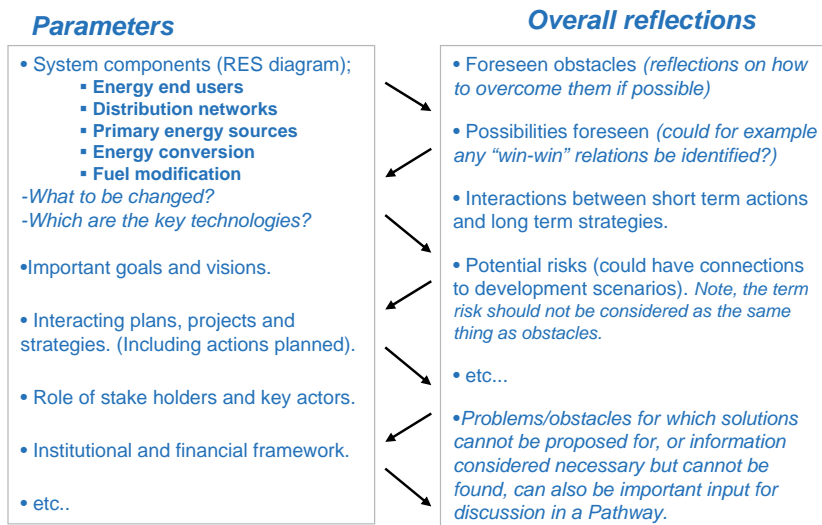 Parameters
• System components (RES diagram);
▪ Energy end users
▪ Distribution networks
▪ Primary energy sources
▪ Energy conversion
▪ Fuel modification
-What to be changed?
-Which are the key technologies?
•Important goals and visions.
• Interacting plans, projects and
strategies. (Including actions planned).
• Role of stake holders and key actors.
• Institutional and financial framework.
• etc..
Overall reflections
• Foreseen obstacles (reflections on how
to overcome them if possible)
• Possibilities foreseen (could for example
any “win-win” relations be identified?)
• Interactions between short term actions
and long term strategies.
• Potential risks (could have connections
to development scenarios). Note, the term
risk should not be considered as the same
thing as obstacles.
• etc...
•Problems/obstacles for which solutions
cannot be proposed for, or information
considered necessary but cannot be
found, can also be important input for
discussion in a Pathway.